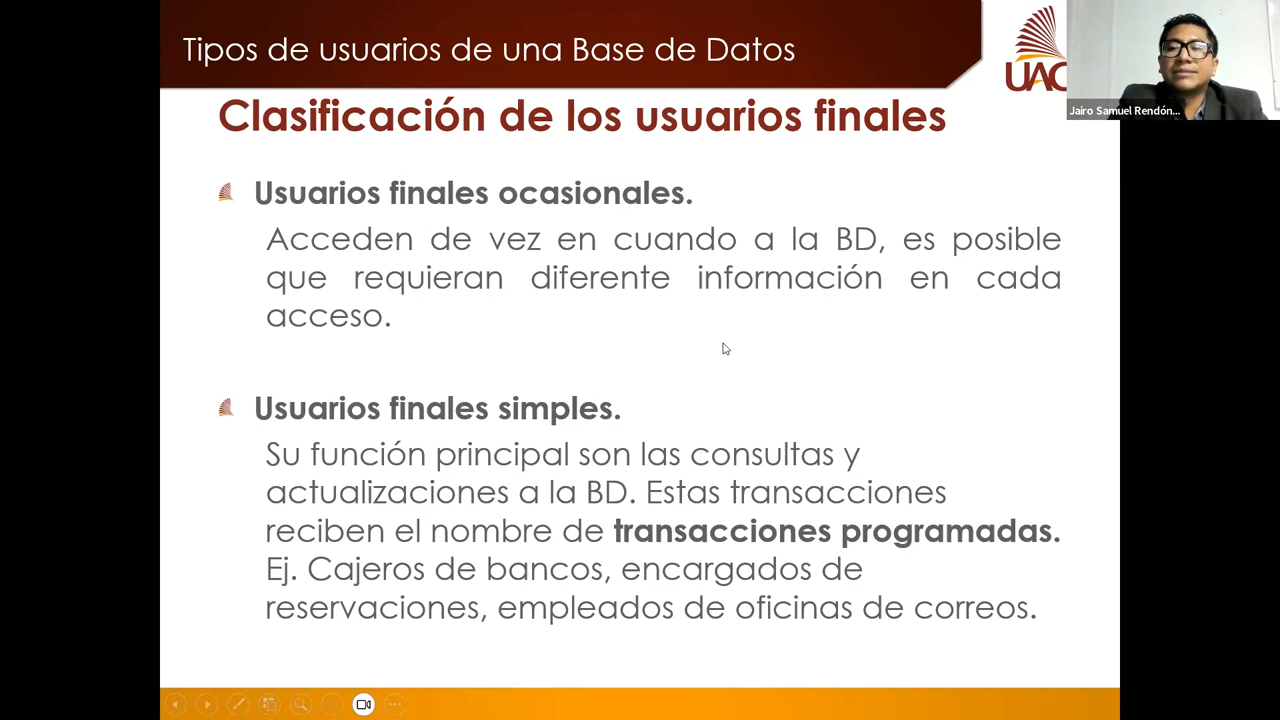 Tipos de usuarios de una Base de Datos
UAC
Jairo Samuel Rendón...
Clasificación de los usuarios finales
Usuarios finales ocasionales.
Acceden de vez en cuando a la BD, es posible
que requieran diferente información en cada
acceso.
Usuarios finales simples.
Su función principal son las consultas y
actualizaciones a la BD. Estas transacciones
reciben el nombre de transacciones programadas.
Ej. Cajeros de bancos, encargados de
reservaciones, empleados de oficinas de correos.